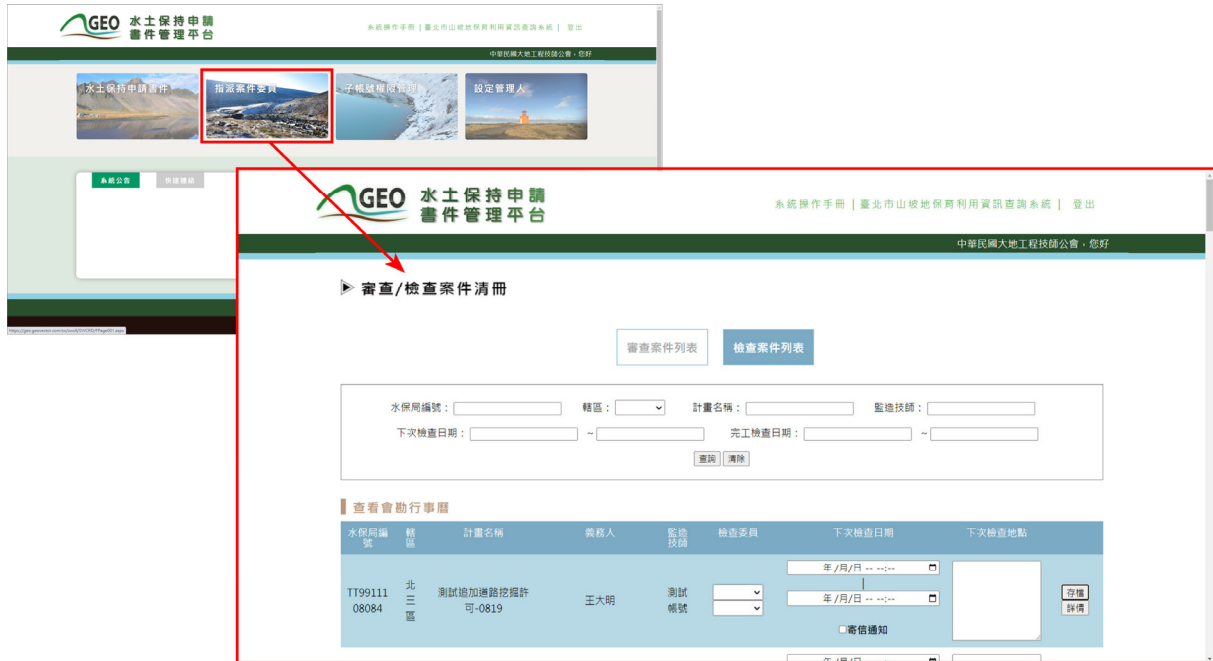 GEO 水土保持申請
書件管理平台
系統操作手冊 | 臺北市山坡地保育利用資訊查詢系統 | 登出
中華民國大地工程技師公會，您好
水土保持申請書件
指派案件委員
子帳號權限管理
設定管理人
系統公告
快速連結
GEO 水土保持申請
書件管理平台
系統操作手冊 | 臺北市山坡地保育利用資訊查詢系統 | 登出
中華民國大地工程技師公會，您好
審查/檢查案件清冊
審查案件列表 檢查案件列表
水保局編號： 轄區： 計畫名稱： 監造技師：
下次檢查日期： ~ 完工檢查日期： ~
查詢 清除
查看會勘行事曆
水保局編號 轄區 計畫名稱 義務人 監造技師 檢查委員 下次檢查日期 下次檢查地點
TT9911108084 北三區 測試追加道路挖掘許可-0819 王大明 測試帳號 年/月/日 -- --:-- | 年/月/日 -- --:-- 寄信通知 存檔 詳情
年/月/日 -- --:--